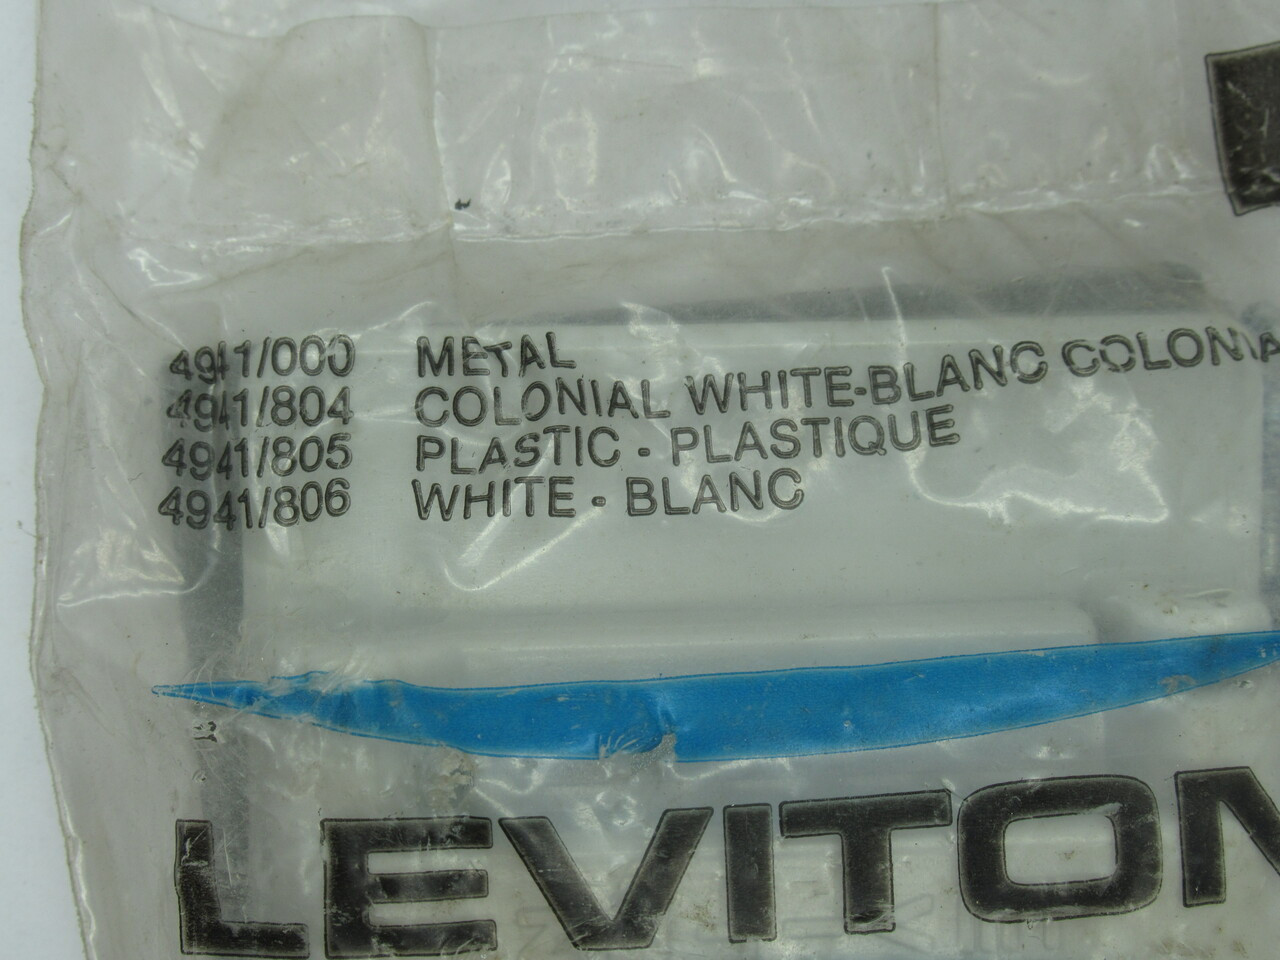 4941/000 METAL
4941/804 COLONIAL WHITE-BLANC COLONIA
4941/805 PLASTIC - PLASTIQUE
4941/806 WHITE - BLANC
LEVITON